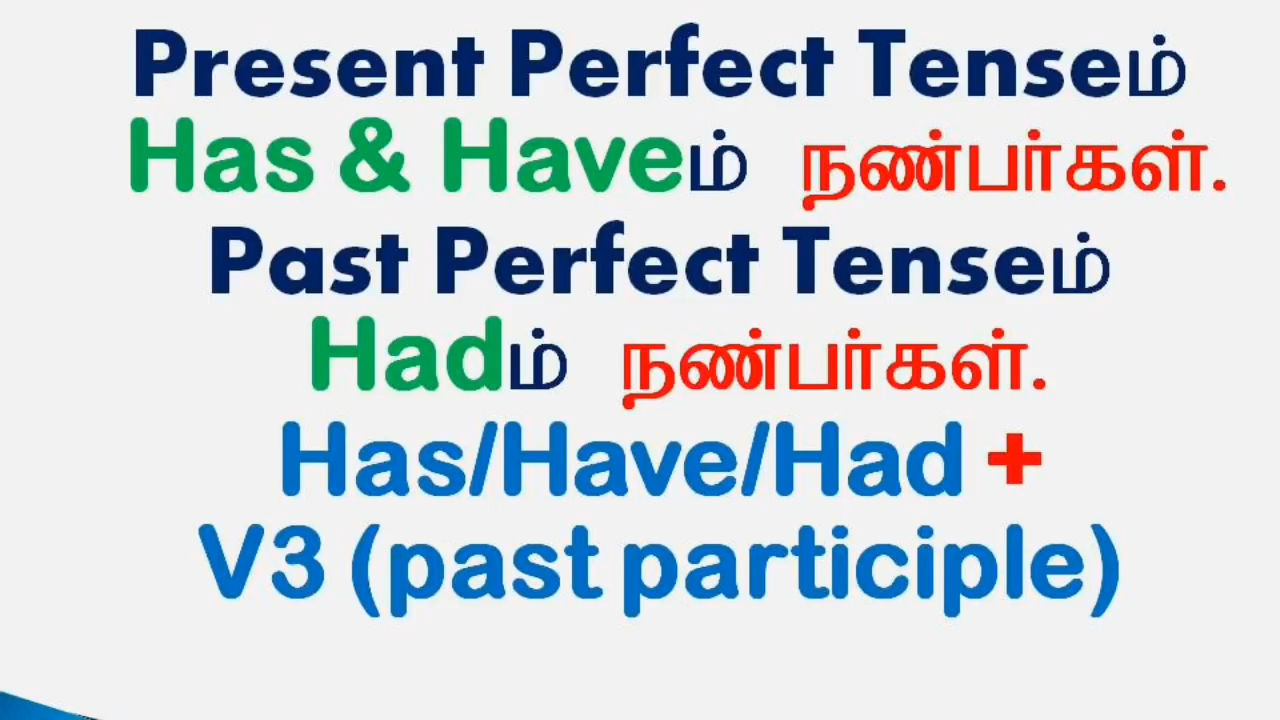 Present Perfect Tenseம்
Has & Haveம் நண்பர்கள்.
Past Perfect Tenseம்
Hadம் நண்பர்கள்.
Has/Have/Had +
V3 (past participle)